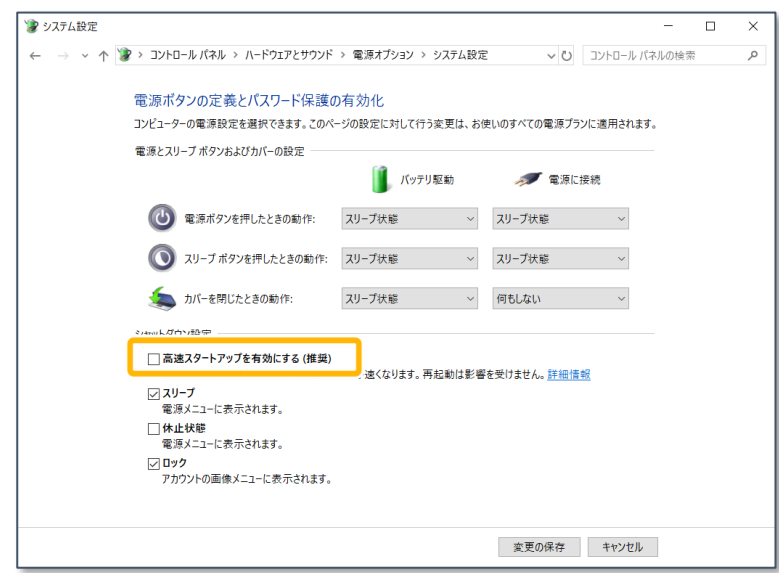 システム設定
コントロール パネル › ハードウェアとサウンド › 電源オプション › システム設定
コントロール パネルの検索
電源ボタンの定義とパスワード保護の有効化
コンピューターの電源設定を選択できます。このページの設定に対して行う変更は、お使いのすべての電源プランに適用されます。
電源とスリープ ボタンおよびカバーの設定
バッテリ駆動 電源に接続
電源ボタンを押したときの動作: スリープ状態 スリープ状態
スリープ ボタンを押したときの動作: スリープ状態 スリープ状態
カバーを閉じたときの動作: スリープ状態 何もしない
シャットダウン設定
高速スタートアップを有効にする (推奨)
速くなります。再起動は影響を受けません。詳細情報
スリープ
電源メニューに表示されます。
休止状態
電源メニューに表示されます。
ロック
アカウントの画像メニューに表示されます。
変更の保存 キャンセル